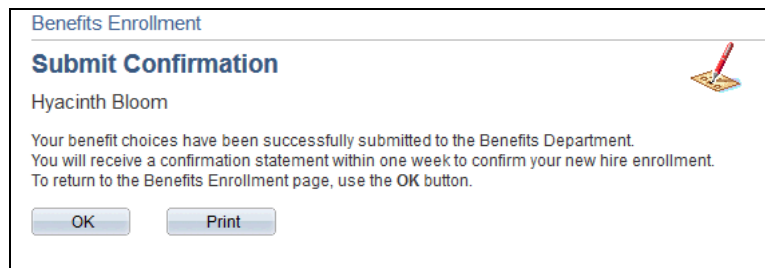 Benefits Enrollment
Submit Confirmation
Hyacinth Bloom
Your benefit choices have been successfully submitted to the Benefits Department.
You will receive a confirmation statement within one week to confirm your new hire enrollment.
To return to the Benefits Enrollment page, use the OK button.
OK Print